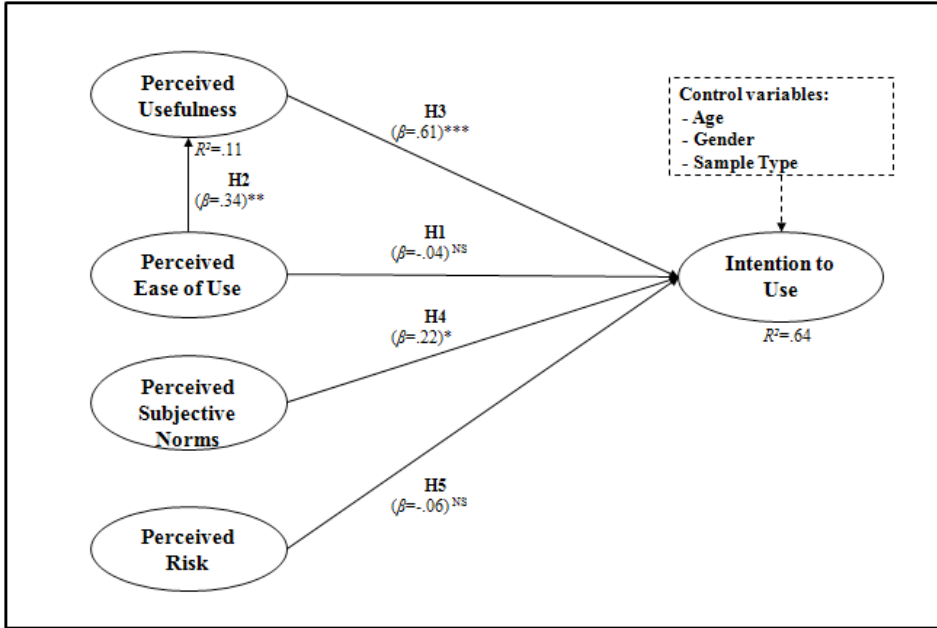 Perceived
Usefulness
R²=.11
H3
(β=.61)***
Control variables:
- Age
- Gender
- Sample Type
H2
(β=.34)**
Perceived
Ease of Use
H1
(β=-.04)NS
Intention to
Use
R²=.64
H4
(β=.22)*
Perceived
Subjective
Norms
H5
(β=-.06)NS
Perceived
Risk